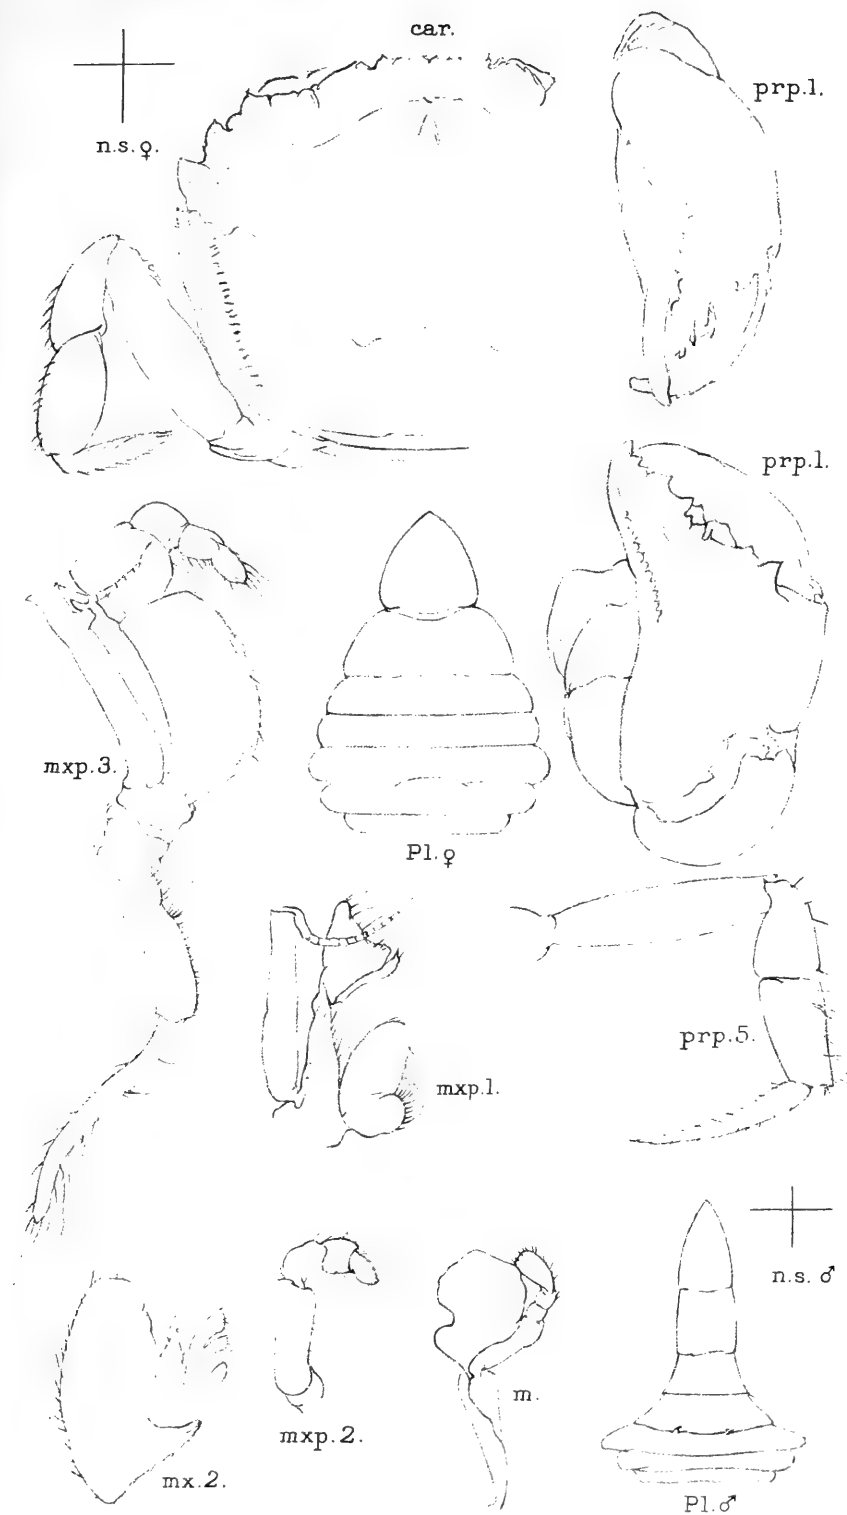 car.
prp.1.
n.s.♀.
prp.1.
mxp.3.
Pl.♀
prp.5.
mxp.1.
n.s.♂
m.
mxp.2.
mx.2.
Pl.♂